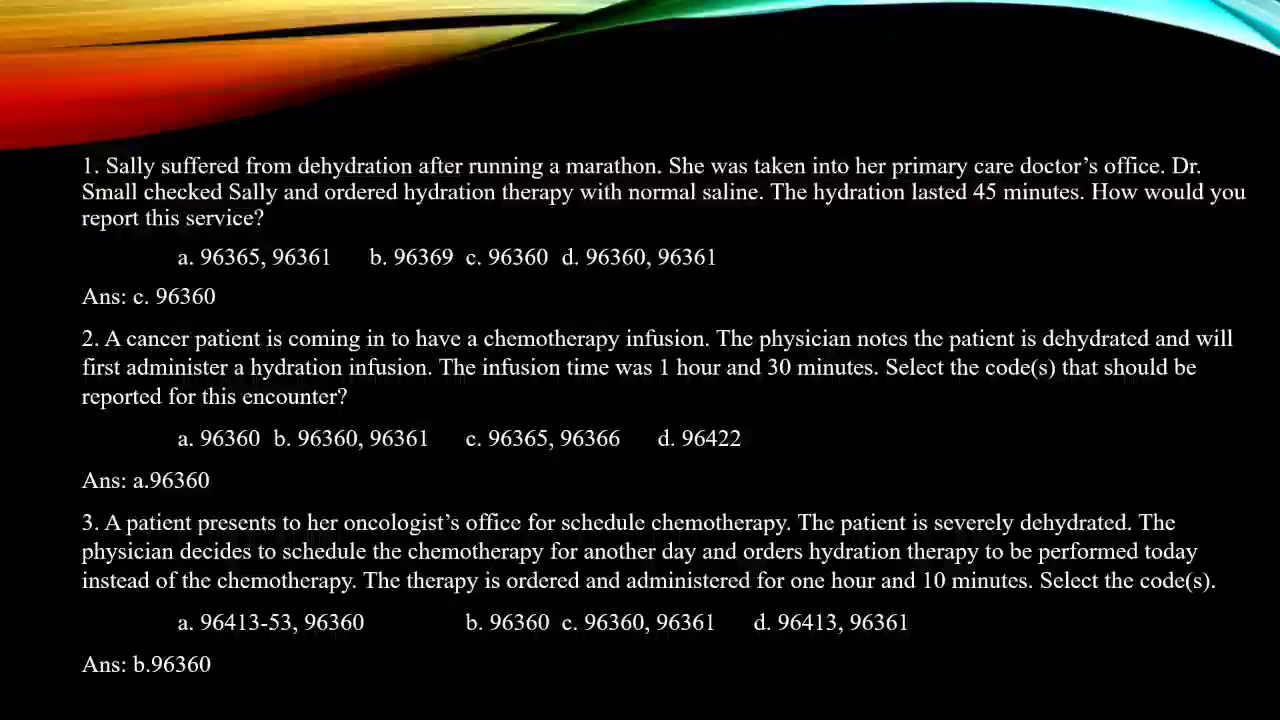 1. Sally suffered from dehydration after running a marathon. She was taken into her primary care doctor’s office. Dr.
Small checked Sally and ordered hydration therapy with normal saline. The hydration lasted 45 minutes. How would you
report this service?
a. 96365, 96361 b. 96369 c. 96360 d. 96360, 96361
Ans: c. 96360
2. A cancer patient is coming in to have a chemotherapy infusion. The physician notes the patient is dehydrated and will
first administer a hydration infusion. The infusion time was 1 hour and 30 minutes. Select the code(s) that should be
reported for this encounter?
a. 96360 b. 96360, 96361 c. 96365, 96366 d. 96422
Ans: a.96360
3. A patient presents to her oncologist’s office for schedule chemotherapy. The patient is severely dehydrated. The
physician decides to schedule the chemotherapy for another day and orders hydration therapy to be performed today
instead of the chemotherapy. The therapy is ordered and administered for one hour and 10 minutes. Select the code(s).
a. 96413-53, 96360 b. 96360 c. 96360, 96361 d. 96413, 96361
Ans: b.96360